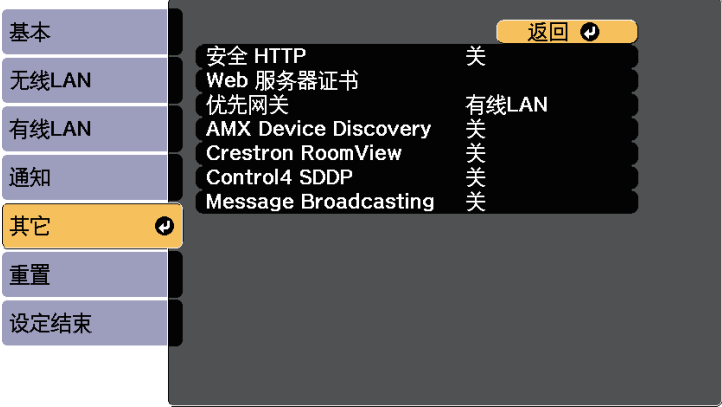 基本
无线LAN
有线LAN
通知
其它
重置
设定结束
返回
安全 HTTP 关
Web 服务器证书
优先网关 有线LAN
AMX Device Discovery 关
Crestron RoomView 关
Control4 SDDP 关
Message Broadcasting 关